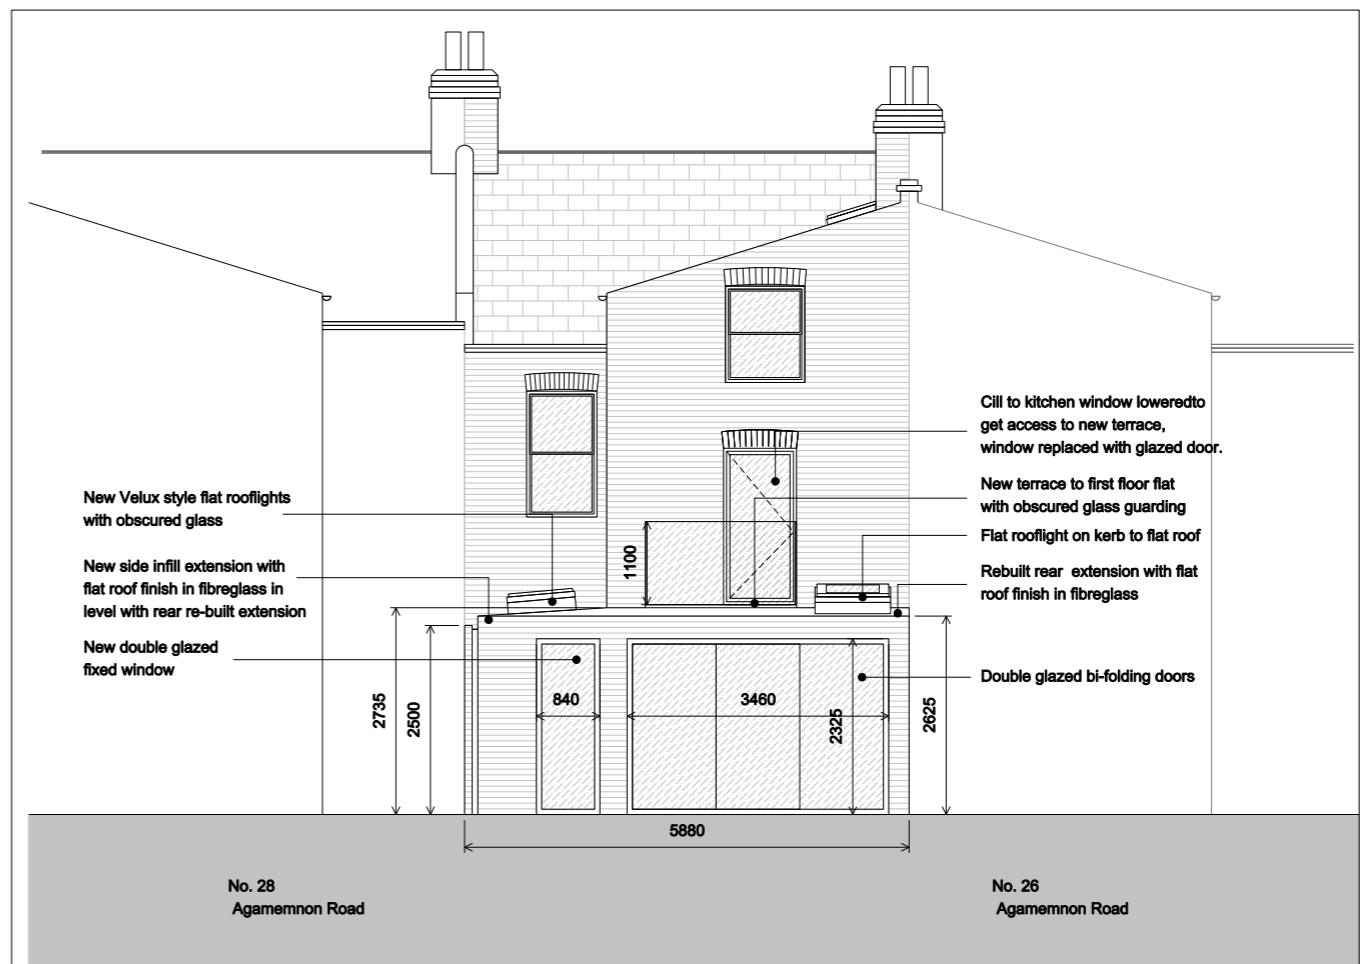 Cill to kitchen window loweredto
get access to new terrace,
window replaced with glazed door.
New terrace to first floor flat
with obscured glass guarding
Flat rooflight on kerb to flat roof
Rebuilt rear extension with flat
roof finish in fibreglass
Double glazed bi-folding doors
New Velux style flat rooflights
with obscured glass
New side infill extension with
flat roof finish in fibreglass in
level with rear re-built extension
New double glazed
fixed window
1100
2735
2500
840
3460
2325
2625
5880
No. 28
Agamemnon Road
No. 26
Agamemnon Road